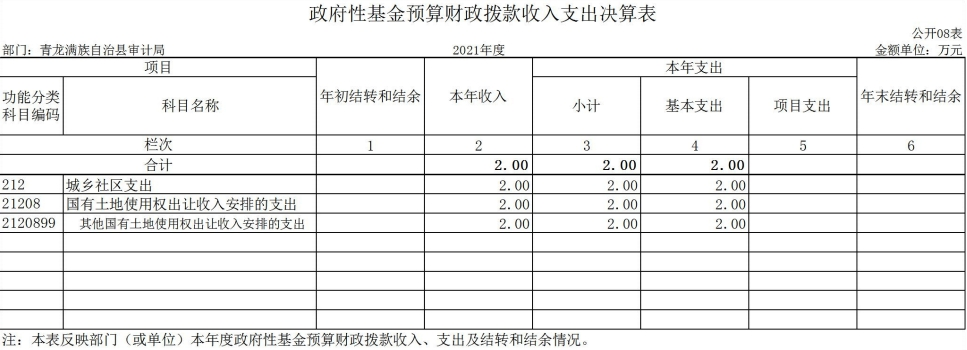 政府性基金预算财政拨款收入支出决算表
公开08表
部门：青龙满族自治县审计局 2021年度 金额单位：万元
项目 年初结转和结余 本年收入 本年支出 年末结转和结余
功能分类科目编码 科目名称 小计 基本支出 项目支出
栏次 1 2 3 4 5 6
合计 2.00 2.00 2.00
212 城乡社区支出 2.00 2.00 2.00
21208 国有土地使用权出让收入安排的支出 2.00 2.00 2.00
2120899 其他国有土地使用权出让收入安排的支出 2.00 2.00 2.00
注：本表反映部门（或单位）本年度政府性基金预算财政拨款收入、支出及结转和结余情况。